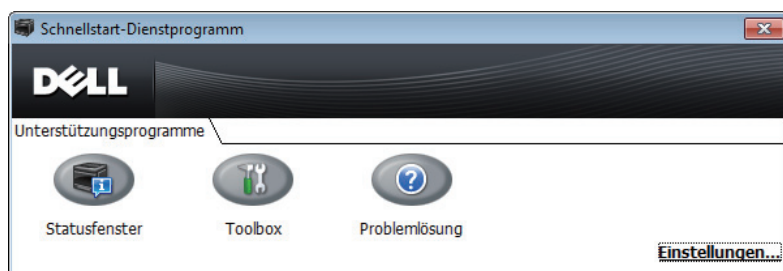 Schnellstart-Dienstprogramm
DELL
Unterstützungsprogramme
Statusfenster
Toolbox
Problemlösung
Einstellungen...